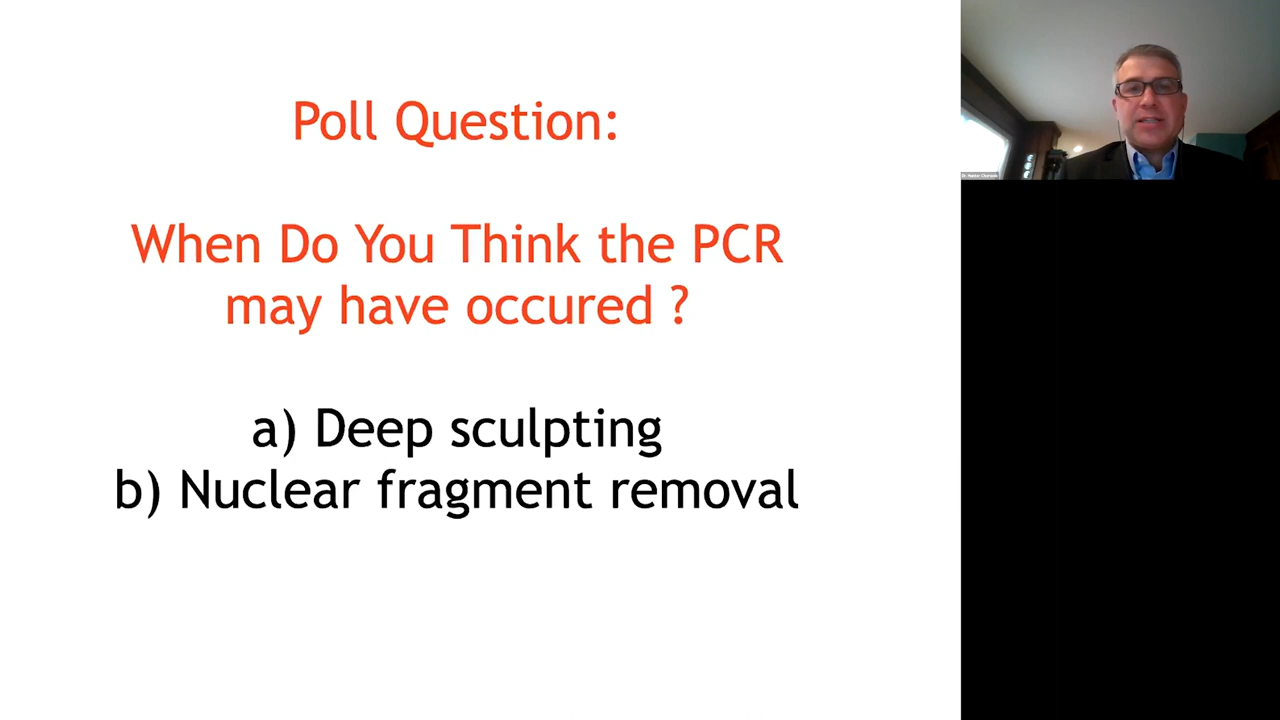 Poll Question:
When Do You Think the PCR
may have occured ?
a) Deep sculpting
b) Nuclear fragment removal